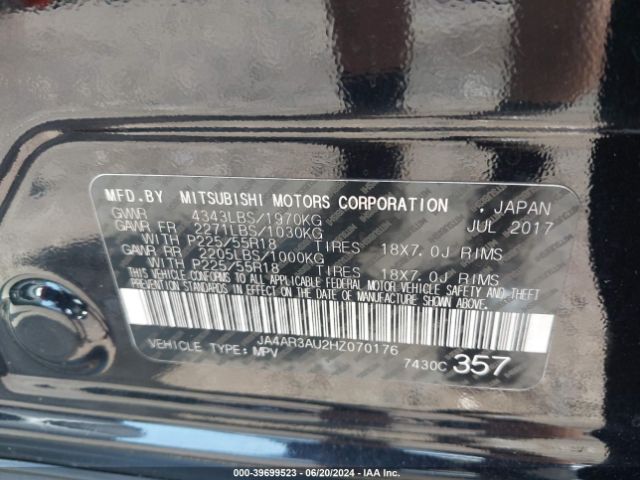 MFD.BY MITSUBISHI MOTORS CORPORATION , JAPAN
GVWR 4343LBS/1970KG JUL 2017
GAWR FR 2271LBS/1030KG
WITH P225/55R18 TIRES 18X7.0J RIMS
GAWR RR 2205LBS/1000KG
WITH P225/55R18 TIRES 18X7.0J RIMS
THIS VEHICLE CONFORMS TO ALL APPLICABLE FEDERAL MOTOR VEHICLE SAFETY AND THEFT
PREVENTION STANDARDS IN EFFECT ON THE DATE OF MANUFACTURE SHOWN ABOVE.
JA4AR3AU2HZ070176
VEHICLE TYPE: MPV 7430C 357
000-39699523 - 06/20/2024 - IAA Inc.